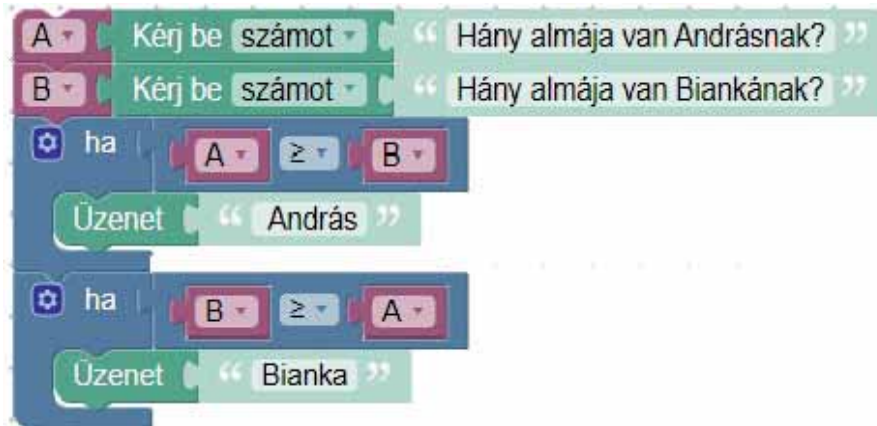 A Kérj be számot “ Hány almája van Andrásnak? ”
B Kérj be számot “ Hány almája van Biankának? ”
ha A ≥ B
Üzenet “ András ”
ha B ≥ A
Üzenet “ Bianka ”